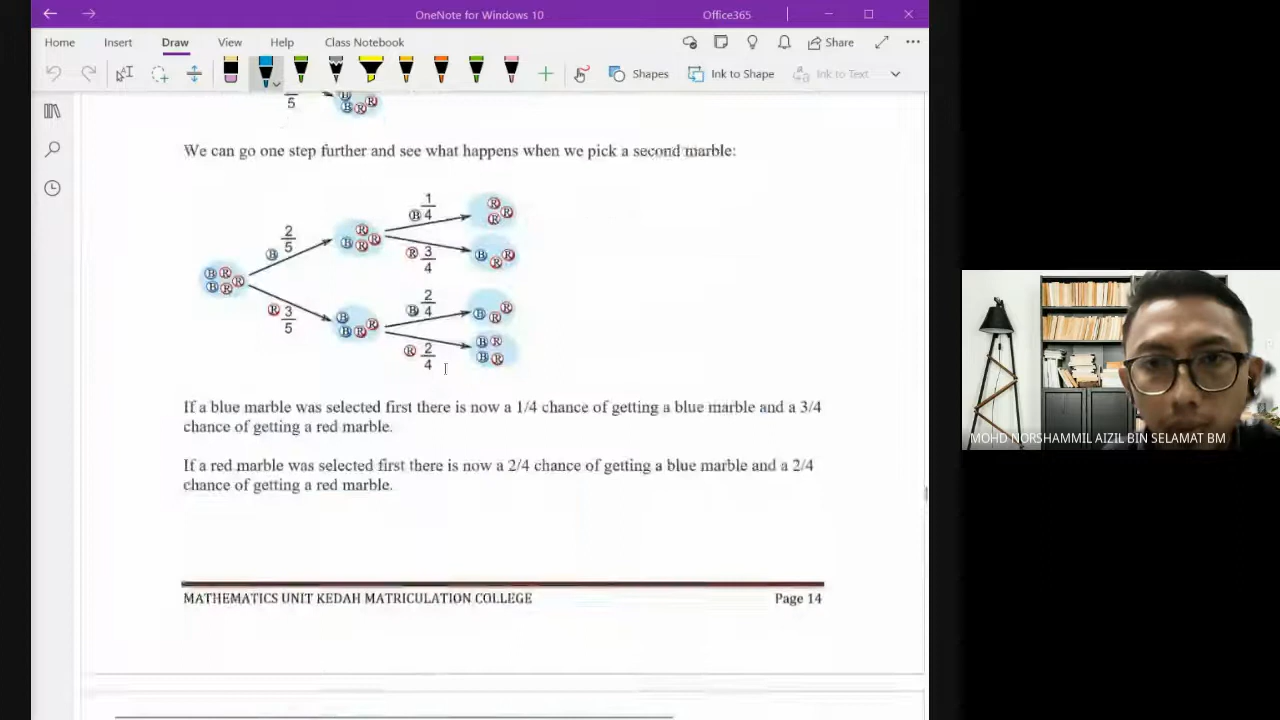 OneNote for Windows 10
Office365
Home Insert Draw View Help Class Notebook
Share
Shapes
Ink to Shape
Ink to Text
5
B R
B R R
We can go one step further and see what happens when we pick a second marble:
B 1/4
R R R
B 2/5
R B R R
R 3/4
B R R
B R B R R
R 3/5
B B R R
B 2/4
B R R
R 2/4
B R B R
If a blue marble was selected first there is now a 1/4 chance of getting a blue marble and a 3/4
chance of getting a red marble.
If a red marble was selected first there is now a 2/4 chance of getting a blue marble and a 2/4
chance of getting a red marble.
MATHEMATICS UNIT KEDAH MATRICULATION COLLEGE
Page 14
MOHD NORSHAMMIL AIZIL BIN SELAMAT BM